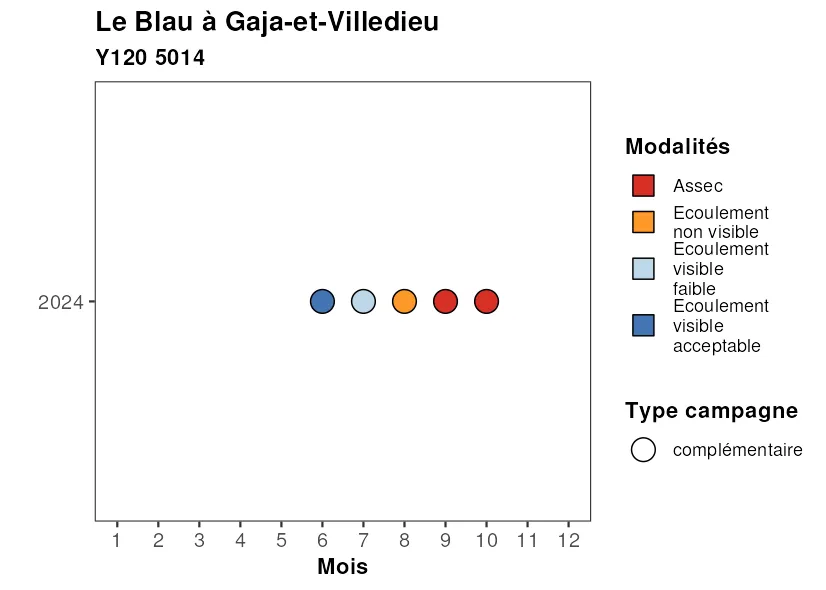 Le Blau à Gaja-et-Villedieu
Y120 5014
2024
1 2 3 4 5 6 7 8 9 10 11 12
Mois
Modalités
Assec
Ecoulement
non visible
Ecoulement
visible
faible
Ecoulement
visible
acceptable
Type campagne
complémentaire